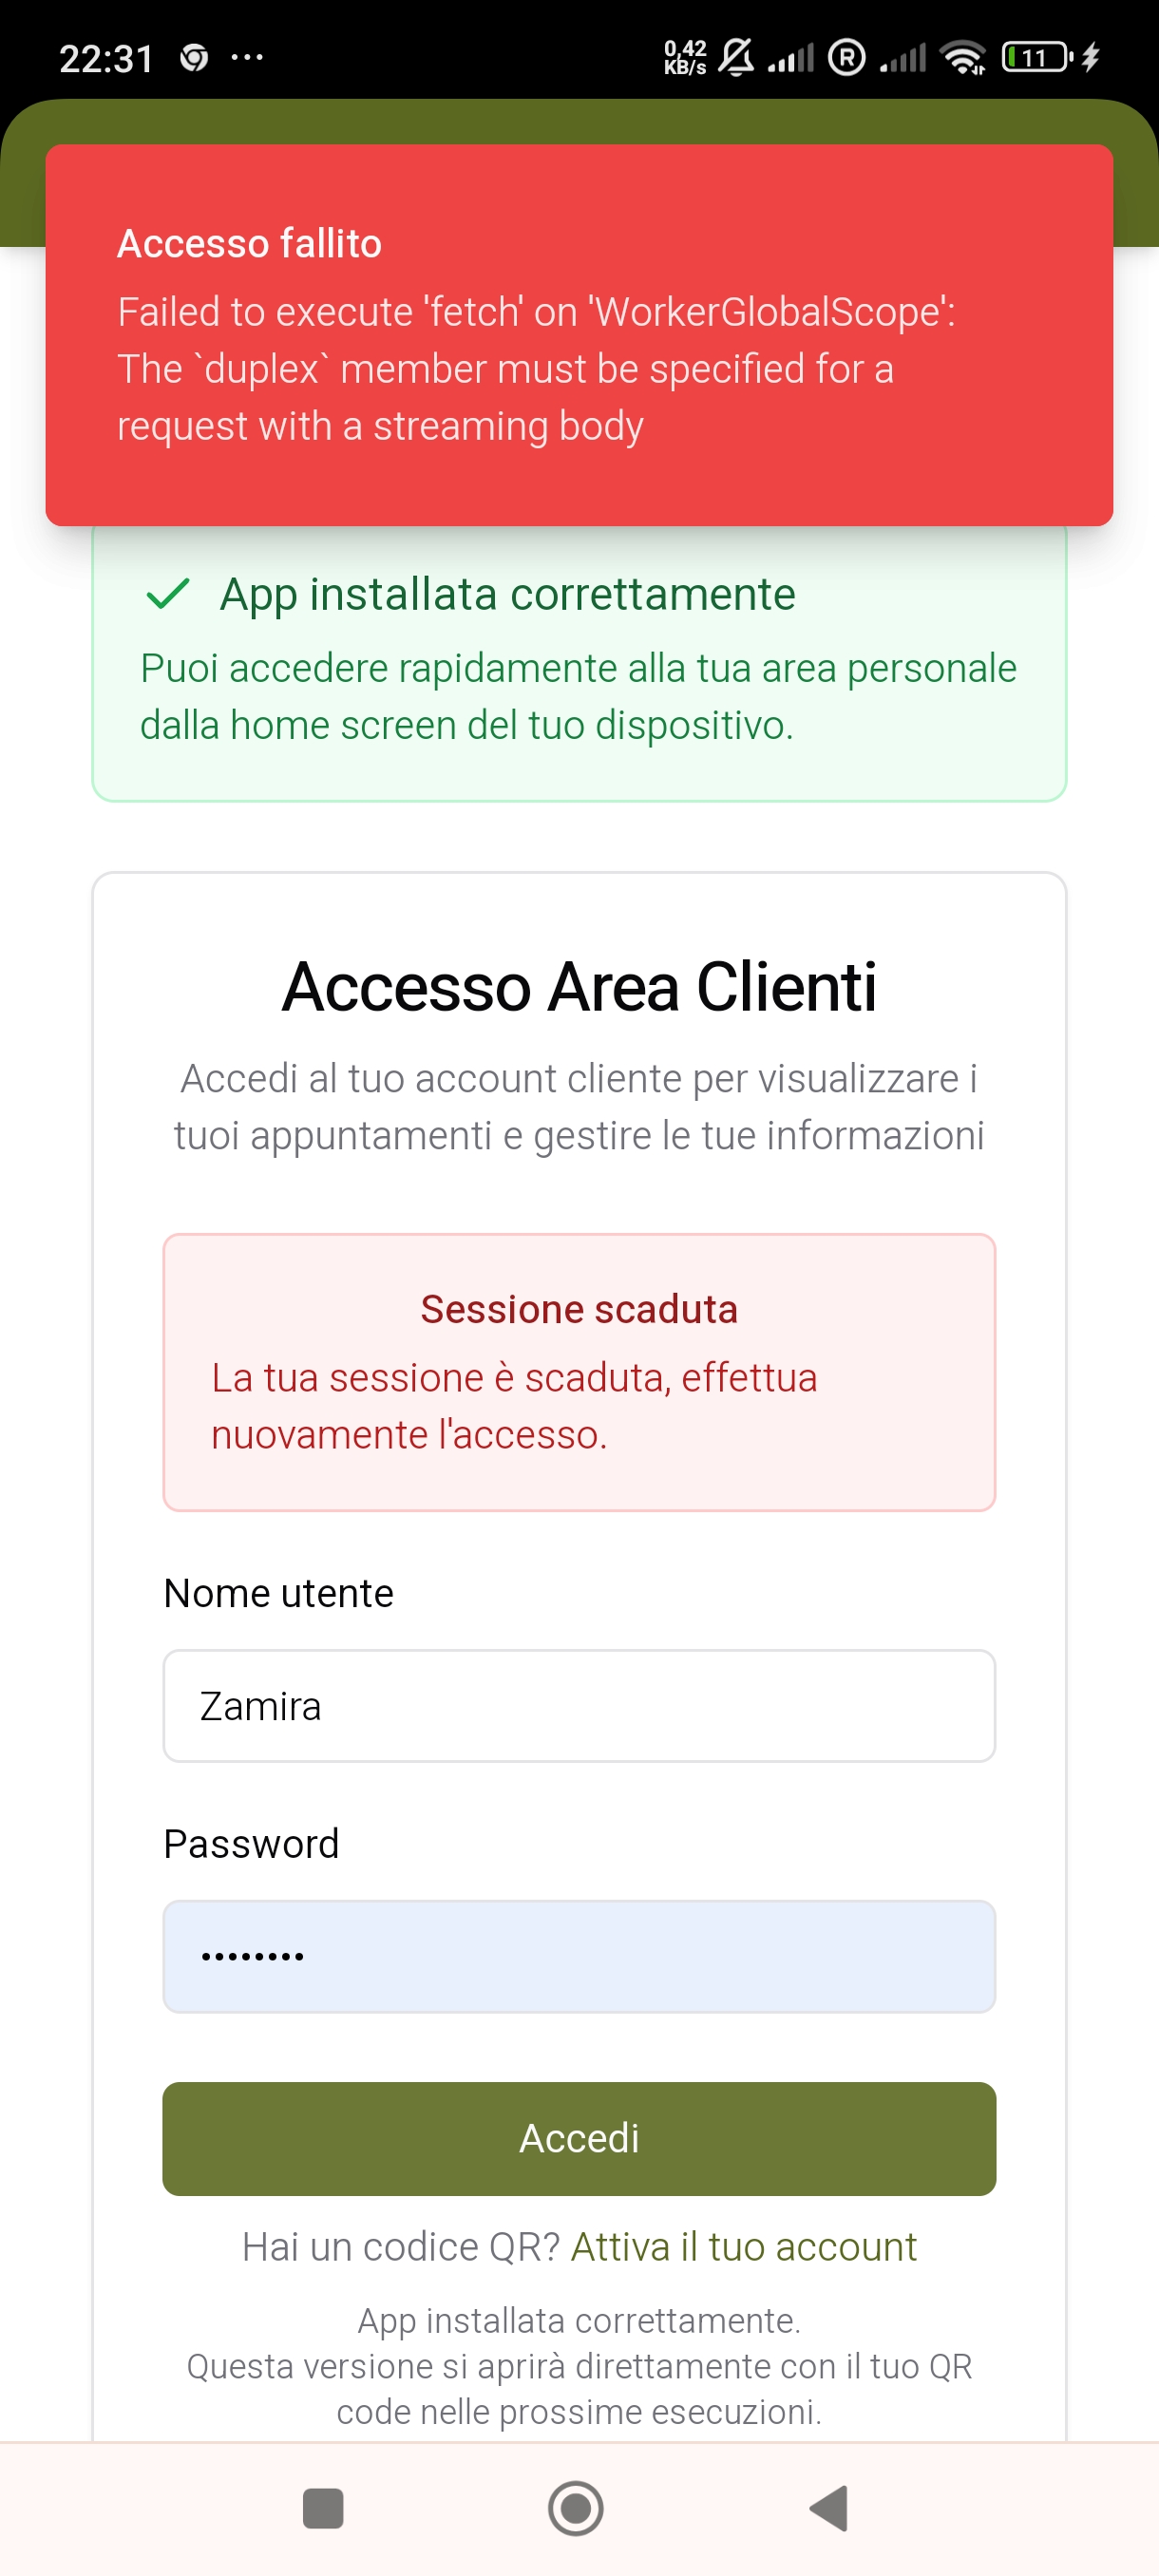 22:31
0,42
KB/s
R
11
Accesso fallito
Failed to execute 'fetch' on 'WorkerGlobalScope':
The `duplex` member must be specified for a
request with a streaming body
App installata correttamente
Puoi accedere rapidamente alla tua area personale
dalla home screen del tuo dispositivo.
Accesso Area Clienti
Accedi al tuo account cliente per visualizzare i
tuoi appuntamenti e gestire le tue informazioni
Sessione scaduta
La tua sessione è scaduta, effettua
nuovamente l'accesso.
Nome utente
Zamira
Password
••••••••
Accedi
Hai un codice QR? Attiva il tuo account
App installata correttamente.
Questa versione si aprirà direttamente con il tuo QR
code nelle prossime esecuzioni.